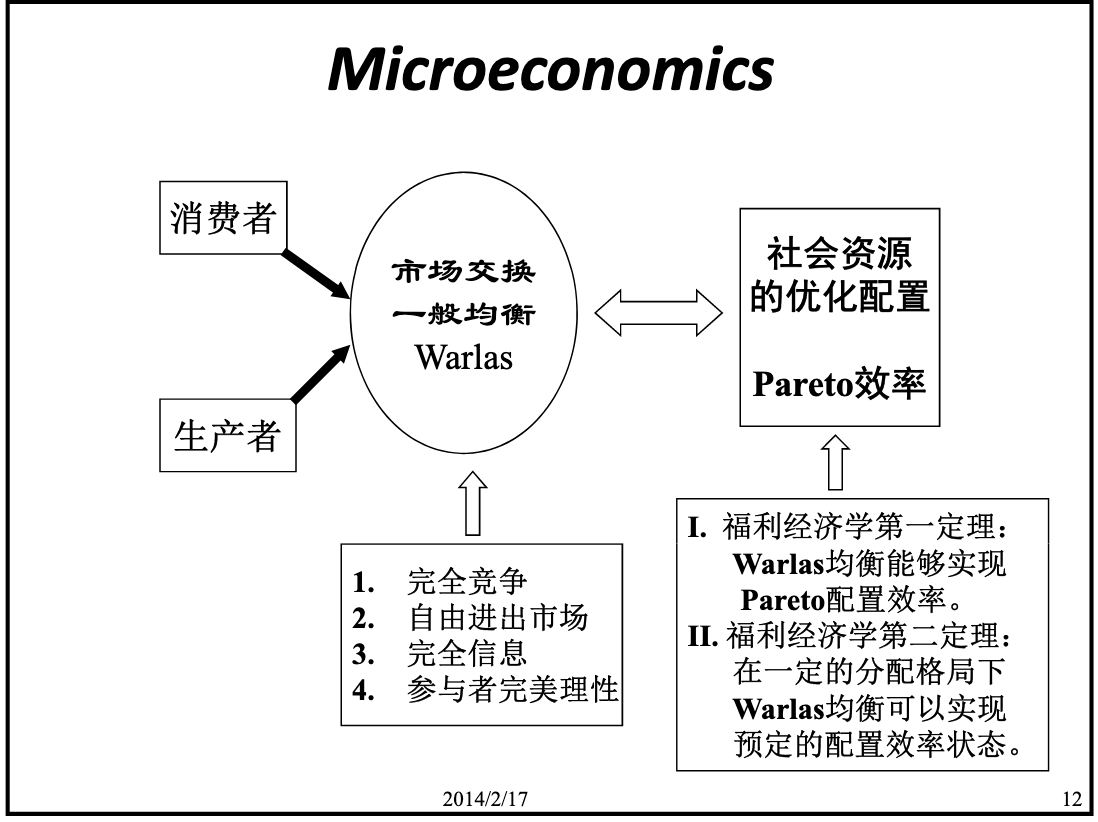 Microeconomics
消费者
生产者
市场交换
一般均衡
Warlas
社会资源
的优化配置
Pareto效率
1. 完全竞争
2. 自由进出市场
3. 完全信息
4. 参与者完美理性
I. 福利经济学第一定理：
Warlas均衡能够实现
Pareto配置效率。
II. 福利经济学第二定理：
在一定的分配格局下
Warlas均衡可以实现
预定的配置效率状态。
2014/2/17
12